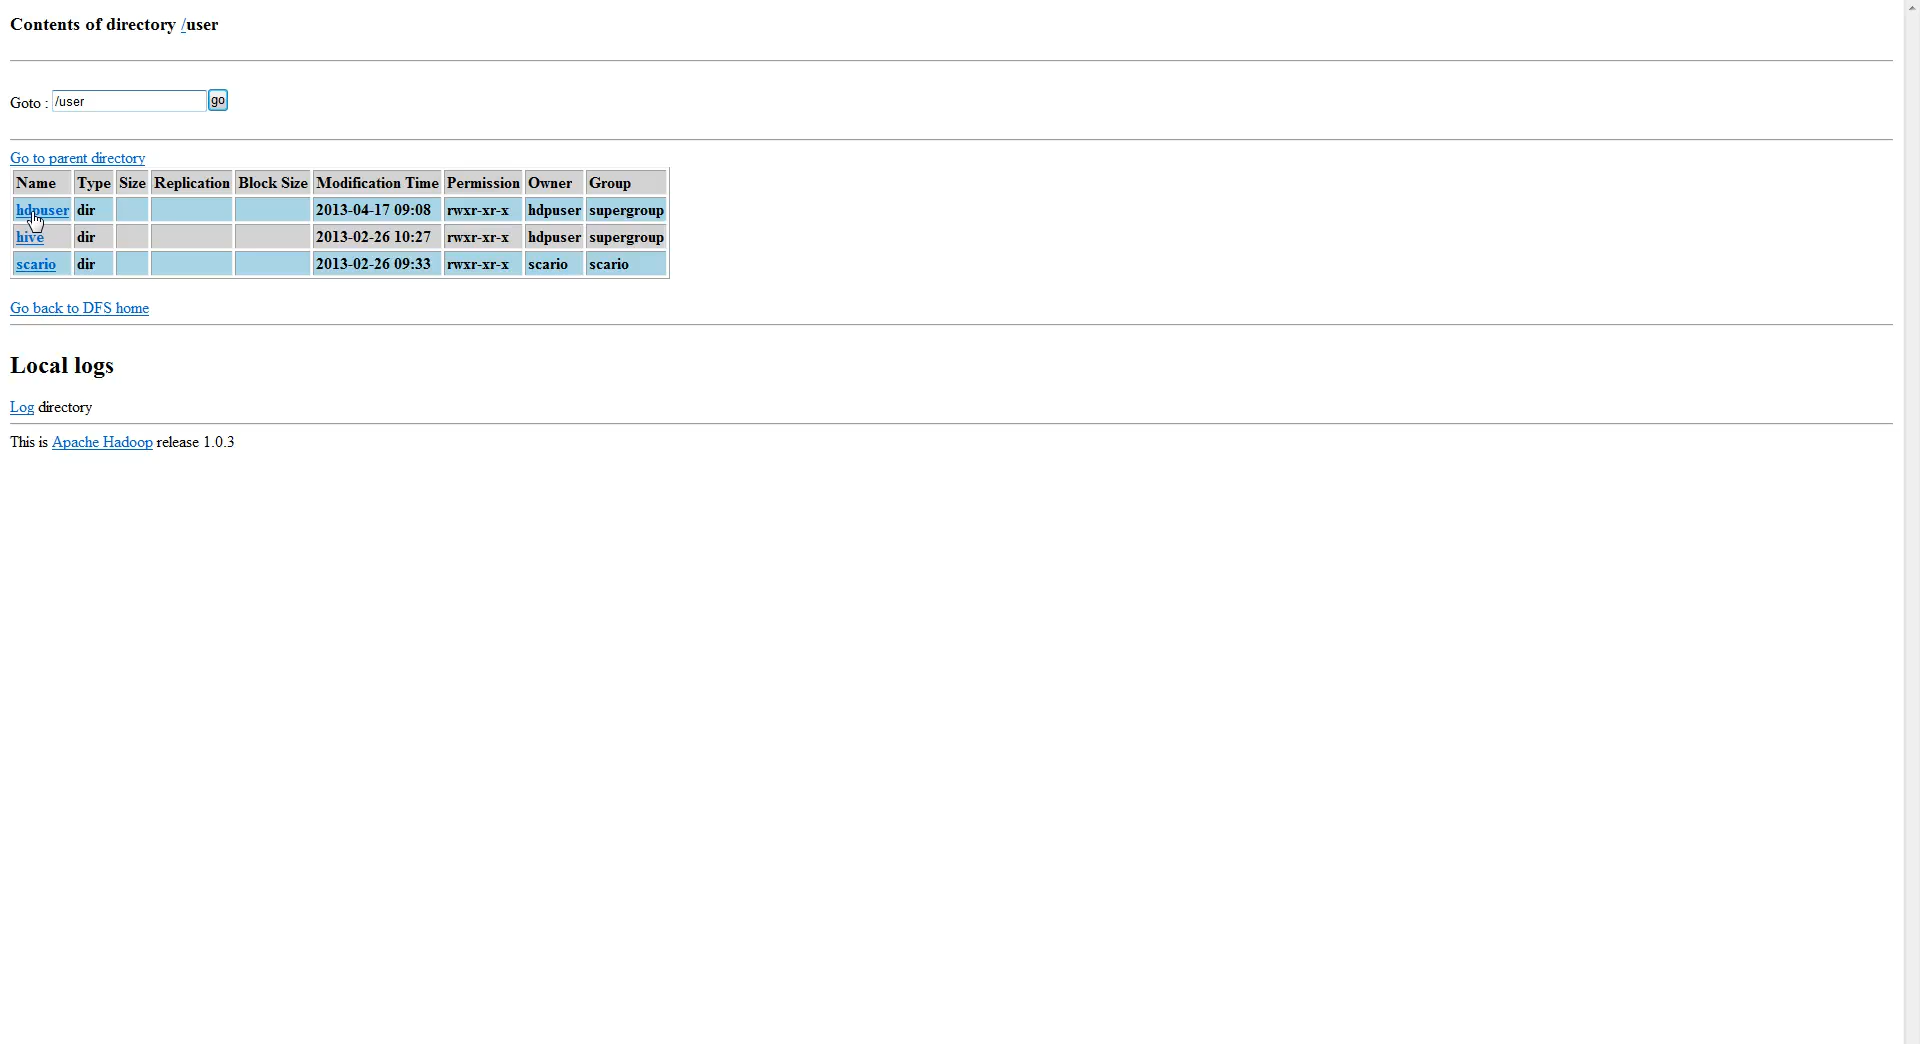 Contents of directory /user
Goto : /user go
Go to parent directory
Name Type Size Replication Block Size Modification Time Permission Owner Group
hdpuser dir 2013-04-17 09:08 rwxr-xr-x hdpuser supergroup
hive dir 2013-02-26 10:27 rwxr-xr-x hdpuser supergroup
scario dir 2013-02-26 09:33 rwxr-xr-x scario scario
Go back to DFS home
Local logs
Log directory
This is Apache Hadoop release 1.0.3